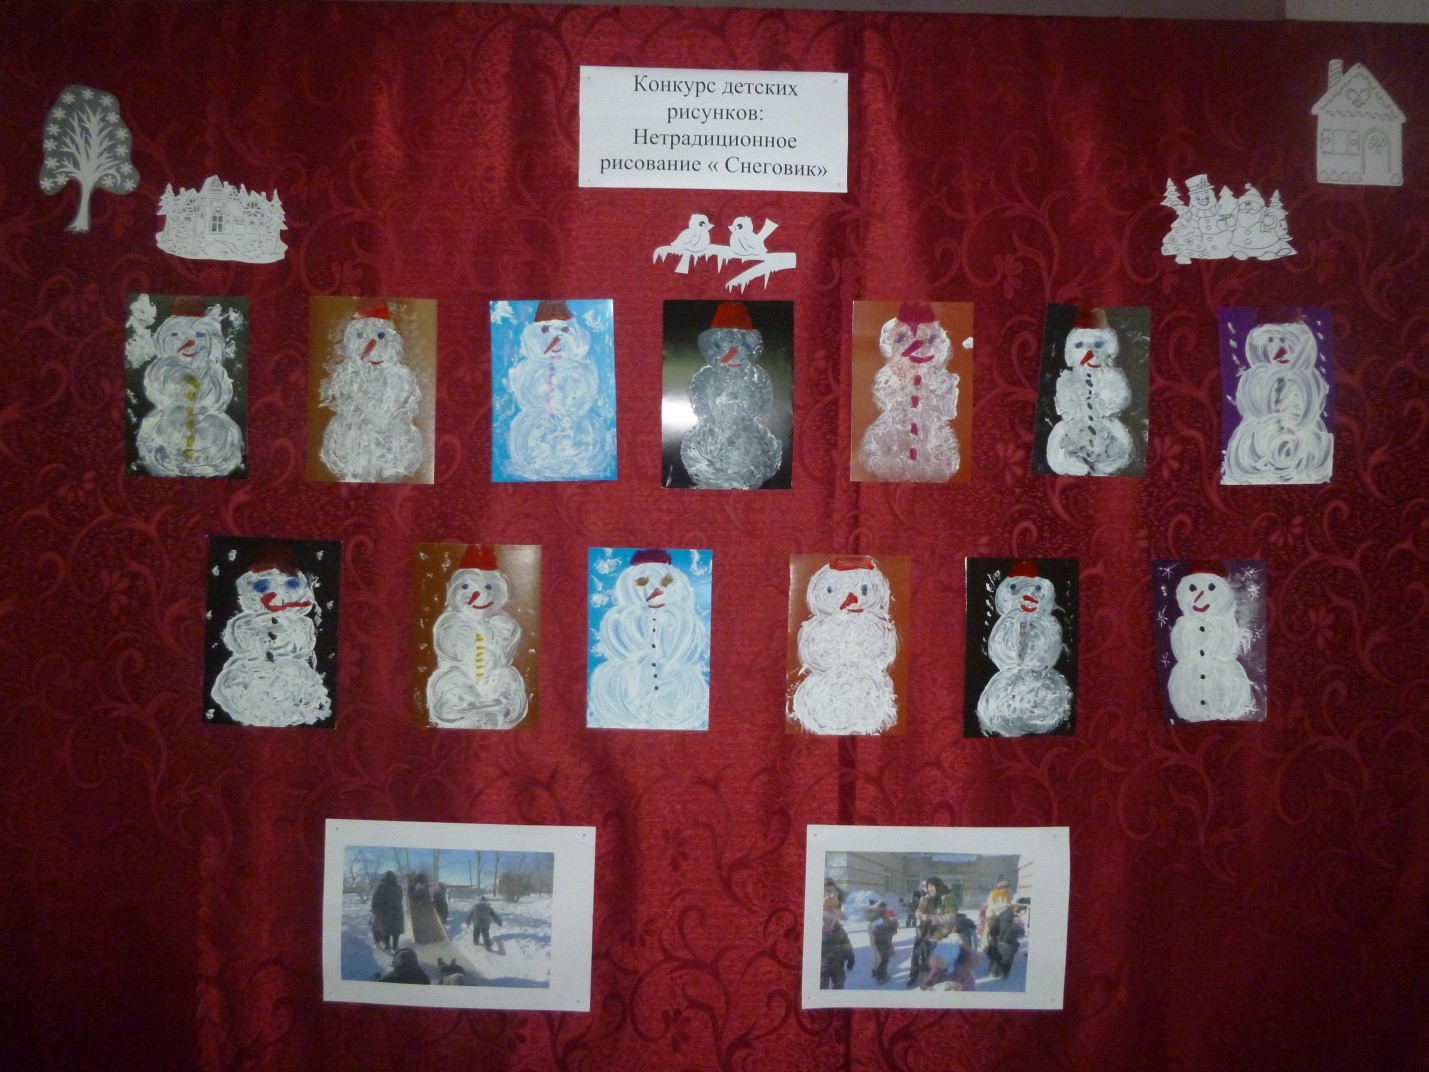 Конкурс детских
рисунков:
Нетрадиционное
рисование « Снеговик»